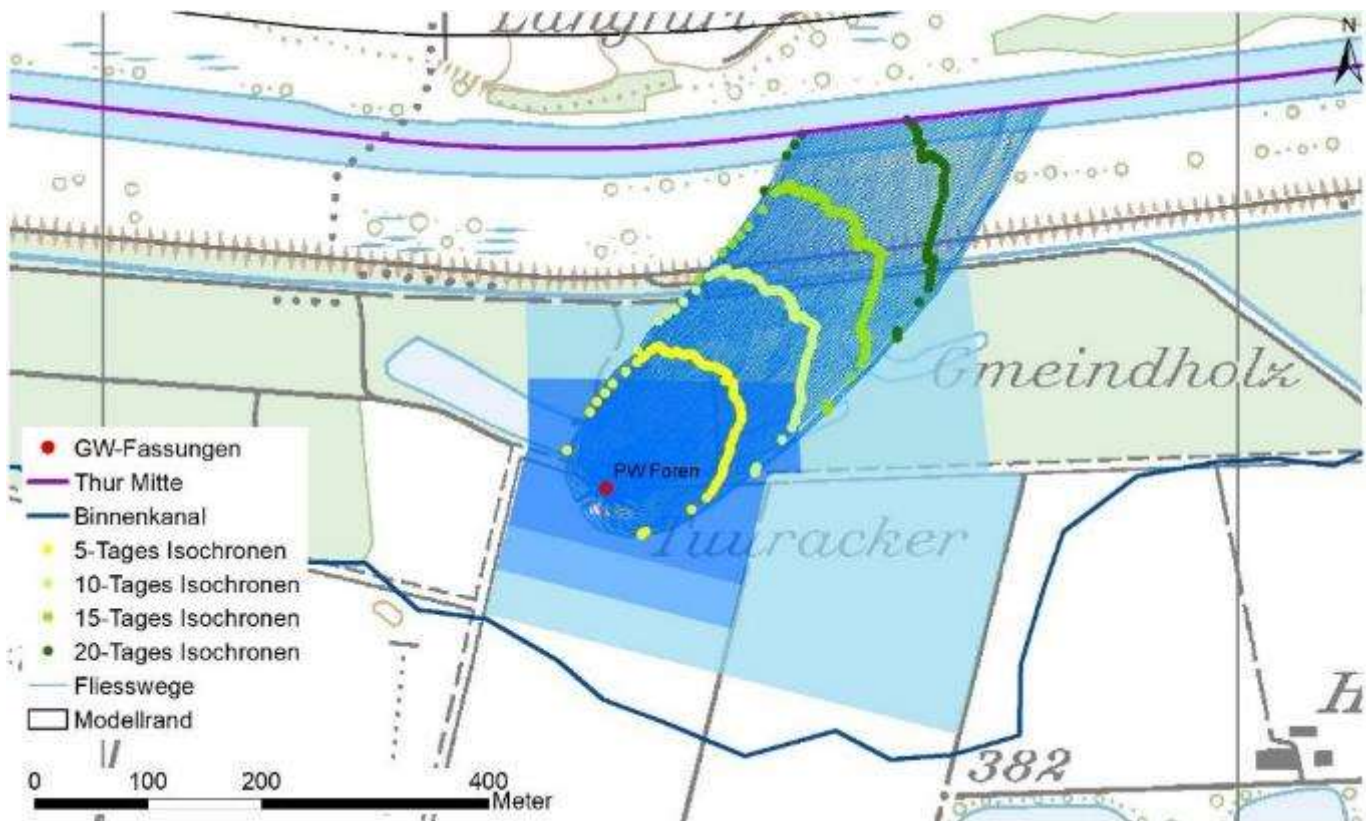 N
Gmeindholz
PW Foren
Tuuracker
GW-Fassungen
Thur Mitte
Binnenkanal
5-Tages Isochronen
10-Tages Isochronen
15-Tages Isochronen
20-Tages Isochronen
Fliesswege
Modellrand
H
382
0 100 200 400
Meter